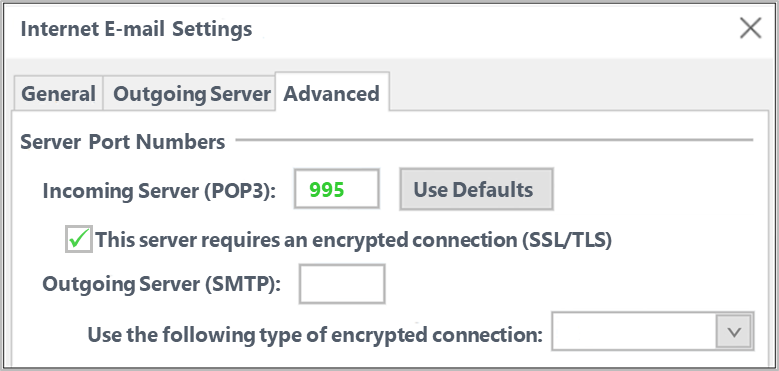 Internet E-mail Settings
General Outgoing Server Advanced
Server Port Numbers
Incoming Server (POP3): 995 Use Defaults
This server requires an encrypted connection (SSL/TLS)
Outgoing Server (SMTP):
Use the following type of encrypted connection: